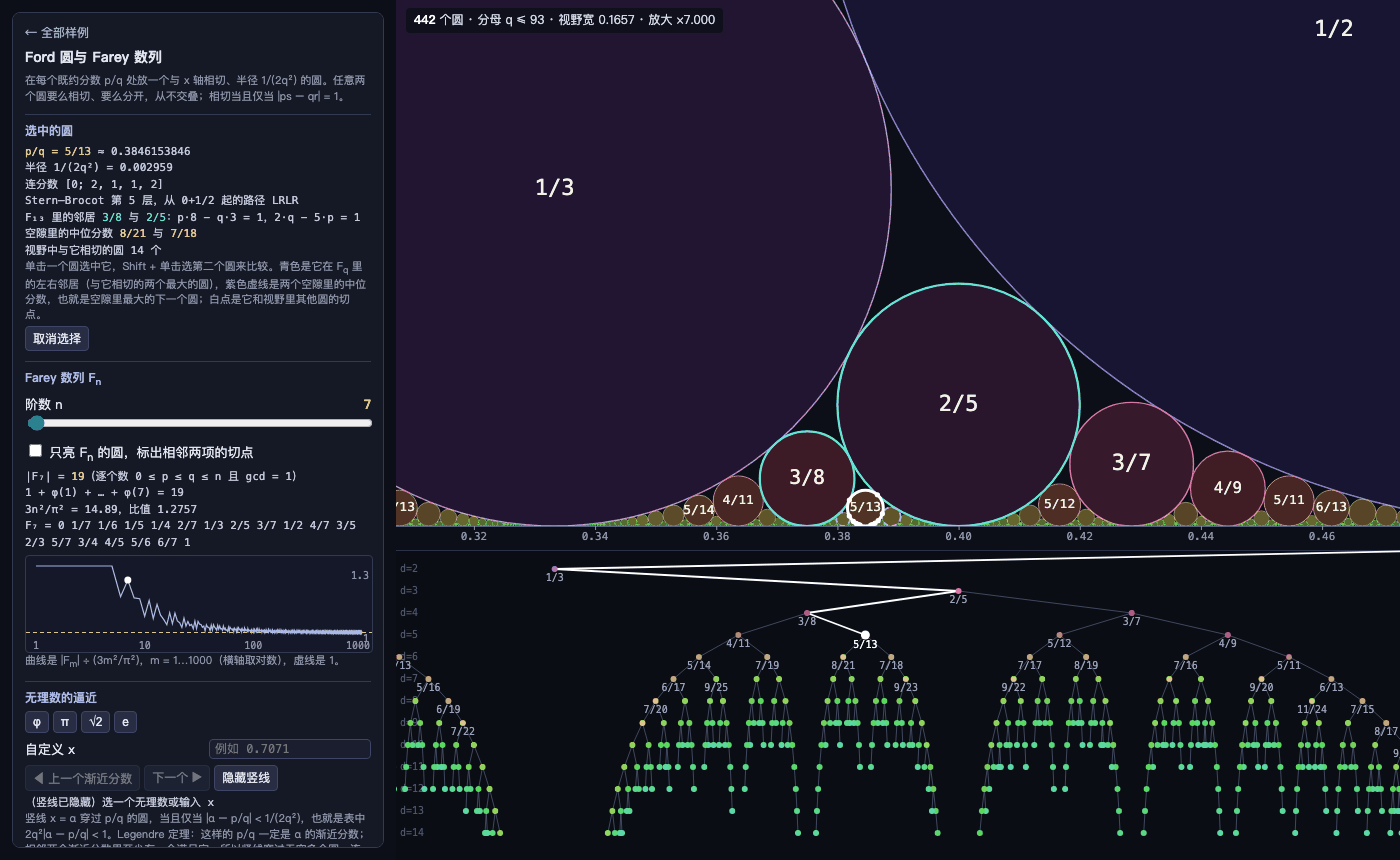 ← 全部样例
Ford 圆与 Farey 数列
在每个既约分数 p/q 处放一个与 x 轴相切、半径 1/(2q²) 的圆。任意两
个圆要么相切、要么分开，从不交叠；相切当且仅当 |ps − qr| = 1。
选中的圆
p/q = 5/13 ≈ 0.3846153846
半径 1/(2q²) = 0.002959
连分数 [0; 2, 1, 1, 2]
Stern–Brocot 第 5 层，从 0+1/2 起的路径 LRLR
F₁₃ 里的邻居 3/8 与 2/5：p·8 − q·3 = 1，2·q − 5·p = 1
空隙里的中位分数 8/21 与 7/18
视野中与它相切的圆 14 个
单击一个圆选中它，Shift + 单击选第二个圆来比较。青色是它在 Fq 里
的左右邻居（与它相切的两个最大的圆），紫色虚线是两个空隙里的中位
分数，也就是空隙里最大的下一个圆；白点是它和视野里其他圆的切
点。
取消选择
Farey 数列 Fn
阶数 n 7
只亮 Fn 的圆，标出相邻两项的切点
|F₇| = 19（逐个数 0 ≤ p ≤ q ≤ n 且 gcd = 1）
1 + φ(1) + … + φ(7) = 19
3n²/π² = 14.89，比值 1.2757
F₇ = 0 1/7 1/6 1/5 1/4 2/7 1/3 2/5 3/7 1/2 4/7 3/5
2/3 5/7 3/4 4/5 5/6 6/7 1
1.3
1
1 10 100 1000
曲线是 |Fm| ÷ (3m²/π²)，m = 1…1000（横轴取对数），虚线是 1。
无理数的逼近
φ π √2 e
自定义 x 例如 0.7071
◀ 上一个渐近分数 下一个 ▶ 隐藏竖线
（竖线已隐藏）选一个无理数或输入 x
竖线 x = α 穿过 p/q 的圆，当且仅当 |α − p/q| < 1/(2q²)，也就是表中
2q²|α − p/q| < 1。Legendre 定理：这样的 p/q 一定是 α 的渐近分数；
442 个圆 · 分母 q ≤ 93 · 视野宽 0.1657 · 放大 ×7.000
1/2
1/3
2/5
3/8 3/7
4/9
/13 5/14 4/11 5/13 5/12 5/11 6/13
0.32 0.34 0.36 0.38 0.40 0.42 0.44 0.46
d=2 1/3
d=3 2/5
d=4 3/8 3/7
d=5 4/11 5/13 5/12 4/9
d=6 /13 5/14 7/19 8/21 7/18 7/17 8/19 7/16 5/11
d=7 5/16 6/17 9/25 9/23 9/22 9/20 6/13
d=8 6/19 7/20 11/24 7/15
d=9 7/22 8/17
d=10 9
d=11
d=12
d=13
d=14